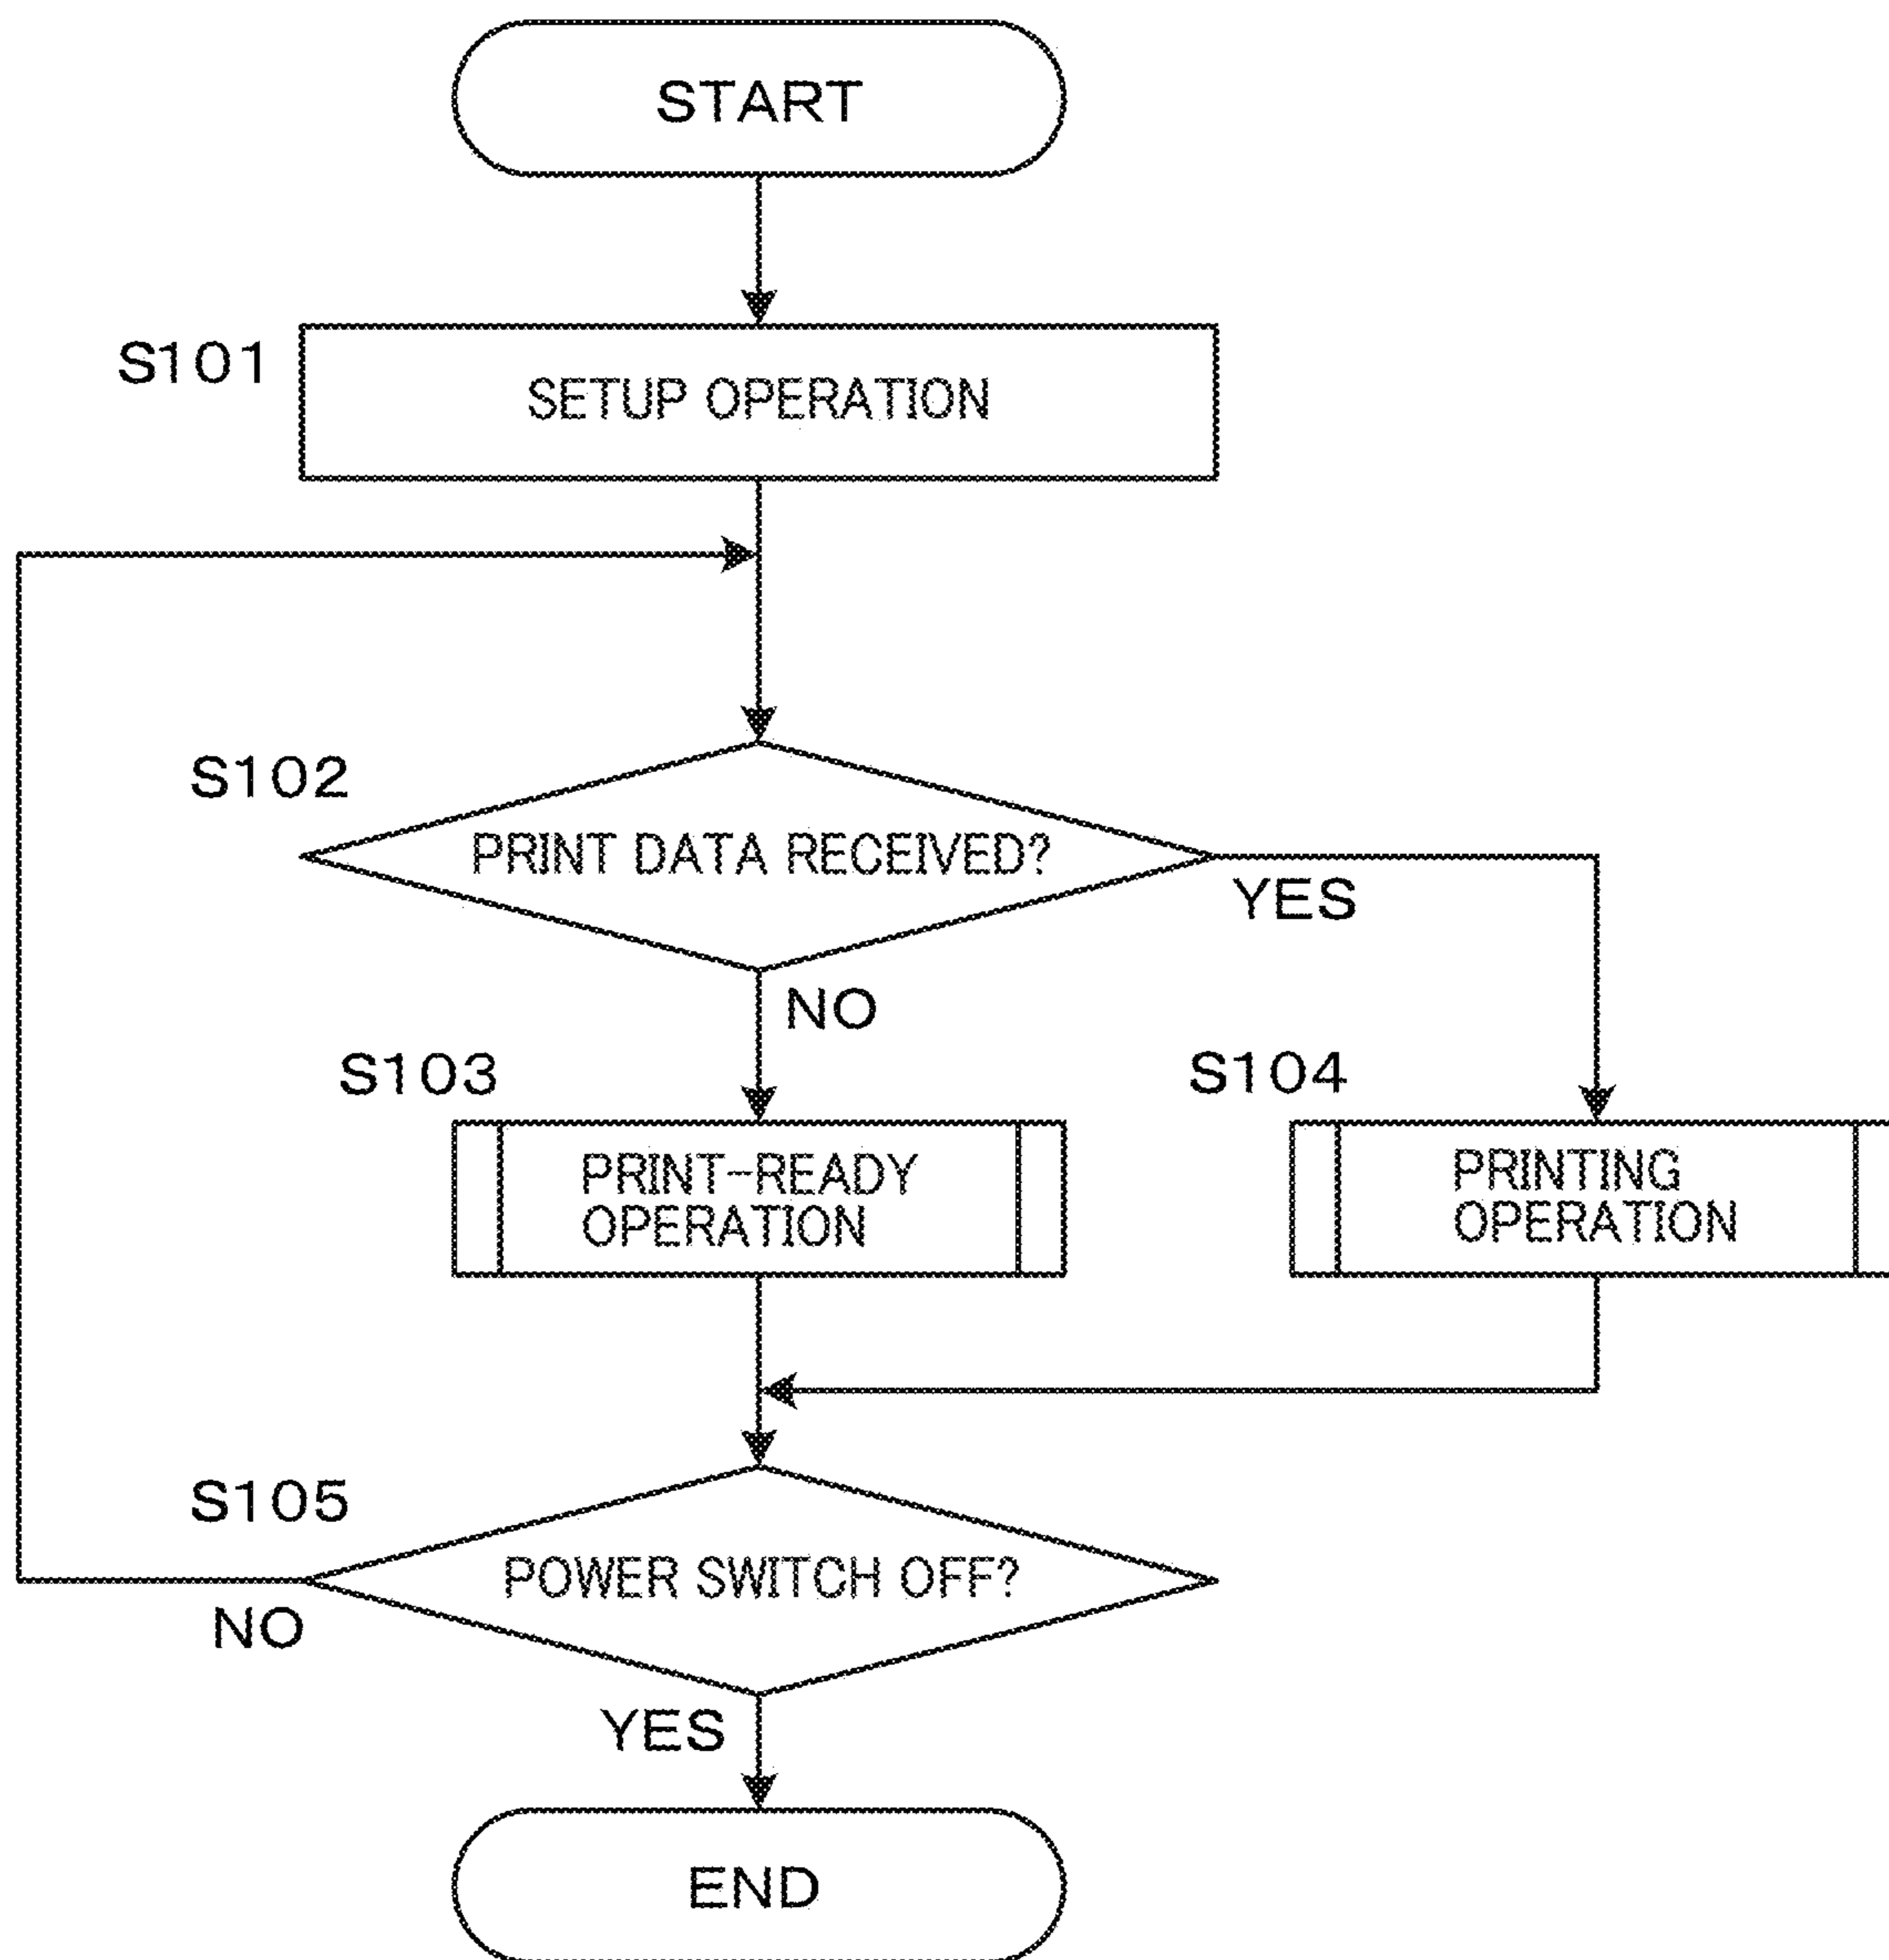 START
S101
SETUP OPERATION
S102
PRINT DATA RECEIVED?
YES
NO
S103
S104
PRINT-READY
OPERATION
PRINTING
OPERATION
S105
POWER SWITCH OFF?
NO
YES
END